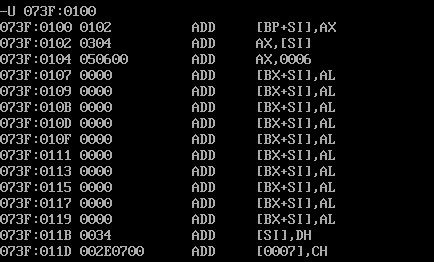 -U 073F:0100
073F:0100 0102          ADD     [BP+SI],AX
073F:0102 0304          ADD     AX,[SI]
073F:0104 050600        ADD     AX,0006
073F:0107 0000          ADD     [BX+SI],AL
073F:0109 0000          ADD     [BX+SI],AL
073F:010B 0000          ADD     [BX+SI],AL
073F:010D 0000          ADD     [BX+SI],AL
073F:010F 0000          ADD     [BX+SI],AL
073F:0111 0000          ADD     [BX+SI],AL
073F:0113 0000          ADD     [BX+SI],AL
073F:0115 0000          ADD     [BX+SI],AL
073F:0117 0000          ADD     [BX+SI],AL
073F:0119 0000          ADD     [BX+SI],AL
073F:011B 0034          ADD     [SI],DH
073F:011D 002E0700      ADD     [0007],CH